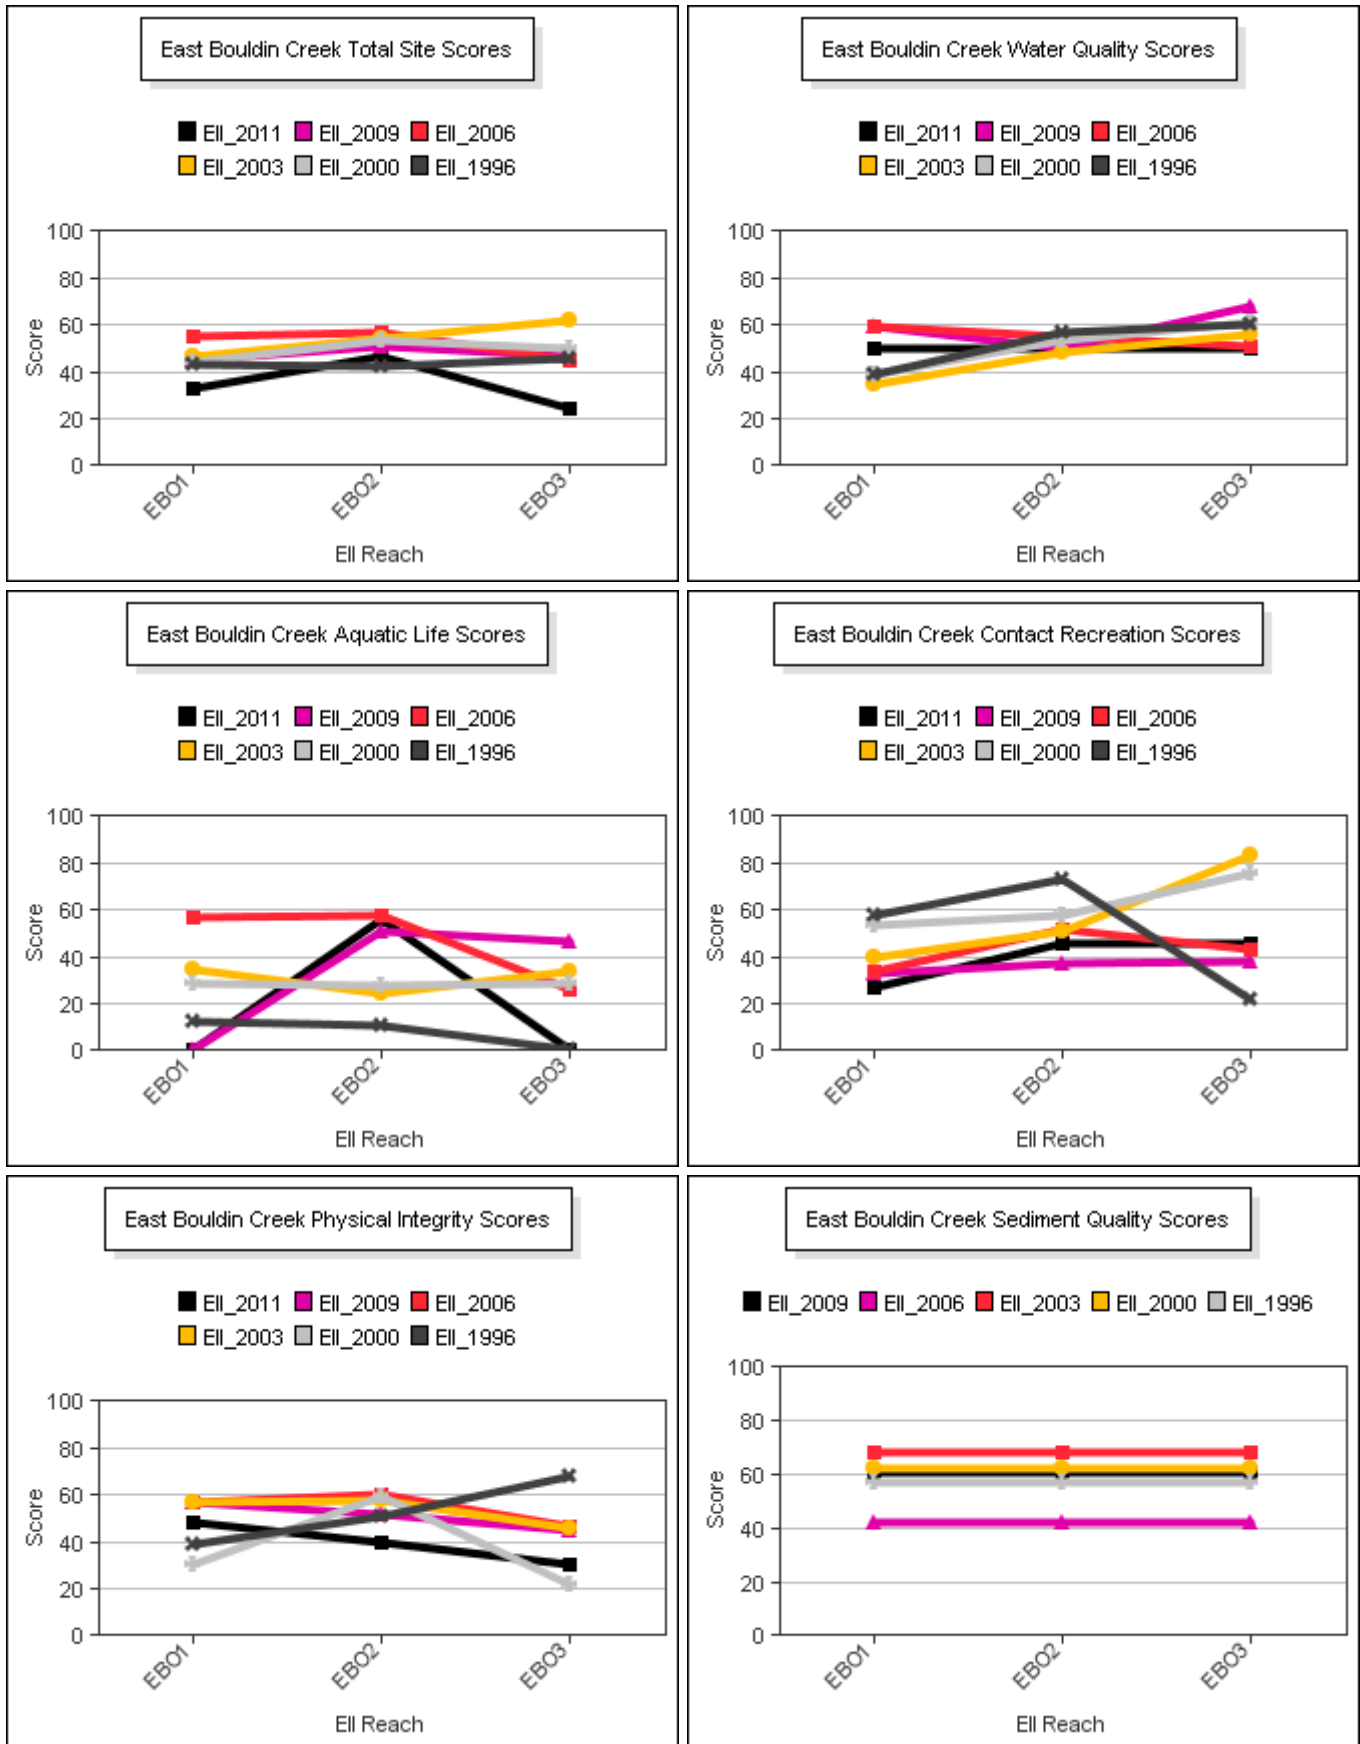 East Bouldin Creek Total Site Scores
EII_2011 EII_2009 EII_2006
EII_2003 EII_2000 EII_1996
100
80
60
40
20
0
Score
EBO1 EBO2 EBO3
EII Reach
East Bouldin Creek Water Quality Scores
EII_2011 EII_2009 EII_2006
EII_2003 EII_2000 EII_1996
100
80
60
40
20
0
Score
EBO1 EBO2 EBO3
EII Reach
East Bouldin Creek Aquatic Life Scores
EII_2011 EII_2009 EII_2006
EII_2003 EII_2000 EII_1996
100
80
60
40
20
0
Score
EBO1 EBO2 EBO3
EII Reach
East Bouldin Creek Contact Recreation Scores
EII_2011 EII_2009 EII_2006
EII_2003 EII_2000 EII_1996
100
80
60
40
20
0
Score
EBO1 EBO2 EBO3
EII Reach
East Bouldin Creek Physical Integrity Scores
EII_2011 EII_2009 EII_2006
EII_2003 EII_2000 EII_1996
100
80
60
40
20
0
Score
EBO1 EBO2 EBO3
EII Reach
East Bouldin Creek Sediment Quality Scores
EII_2009 EII_2006 EII_2003 EII_2000 EII_1996
100
80
60
40
20
0
Score
EBO1 EBO2 EBO3
EII Reach